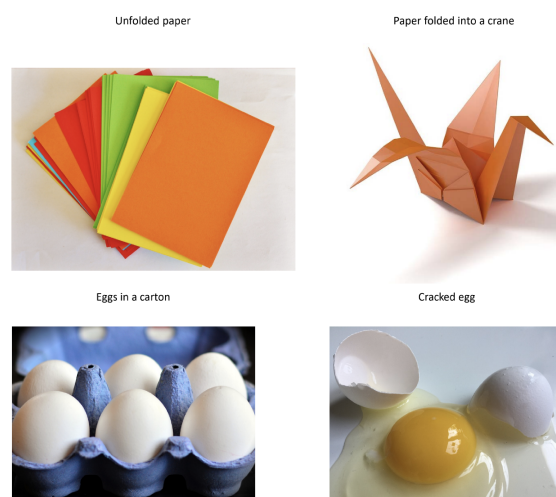 Unfolded paper
Paper folded into a crane
Eggs in a carton
Cracked egg